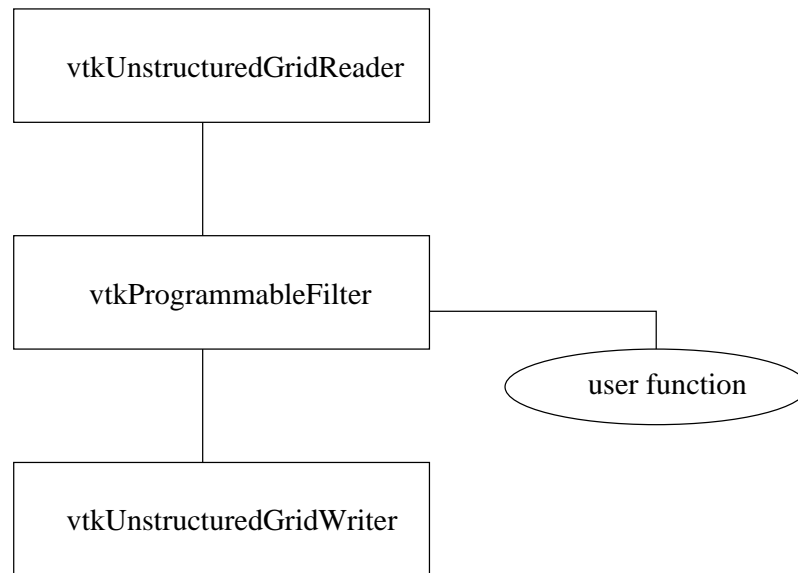 vtkUnstructuredGridReader
vtkProgrammableFilter
user function
vtkUnstructuredGridWriter